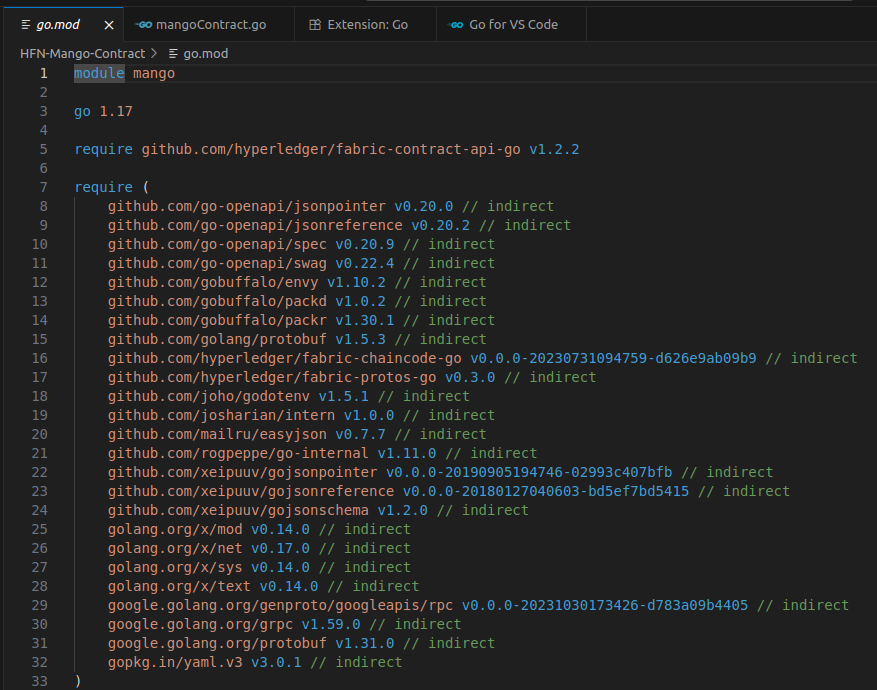 go.mod
mangoContract.go
Extension: Go
Go for VS Code
HFN-Mango-Contract > go.mod
1 module mango
2
3 go 1.17
4
5 require github.com/hyperledger/fabric-contract-api-go v1.2.2
6
7 require (
8 github.com/go-openapi/jsonpointer v0.20.0 // indirect
9 github.com/go-openapi/jsonreference v0.20.2 // indirect
10 github.com/go-openapi/spec v0.20.9 // indirect
11 github.com/go-openapi/swag v0.22.4 // indirect
12 github.com/gobuffalo/envy v1.10.2 // indirect
13 github.com/gobuffalo/packd v1.0.2 // indirect
14 github.com/gobuffalo/packr v1.30.1 // indirect
15 github.com/golang/protobuf v1.5.3 // indirect
16 github.com/hyperledger/fabric-chaincode-go v0.0.0-20230731094759-d626e9ab09b9 // indirect
17 github.com/hyperledger/fabric-protos-go v0.3.0 // indirect
18 github.com/joho/godotenv v1.5.1 // indirect
19 github.com/josharian/intern v1.0.0 // indirect
20 github.com/mailru/easyjson v0.7.7 // indirect
21 github.com/rogpeppe/go-internal v1.11.0 // indirect
22 github.com/xeipuuv/gojsonpointer v0.0.0-20190905194746-02993c407bfb // indirect
23 github.com/xeipuuv/gojsonreference v0.0.0-20180127040603-bd5ef7bd5415 // indirect
24 github.com/xeipuuv/gojsonschema v1.2.0 // indirect
25 golang.org/x/mod v0.14.0 // indirect
26 golang.org/x/net v0.17.0 // indirect
27 golang.org/x/sys v0.14.0 // indirect
28 golang.org/x/text v0.14.0 // indirect
29 google.golang.org/genproto/googleapis/rpc v0.0.0-20231030173426-d783a09b4405 // indirect
30 google.golang.org/grpc v1.59.0 // indirect
31 google.golang.org/protobuf v1.31.0 // indirect
32 gopkg.in/yaml.v3 v3.0.1 // indirect
33 )